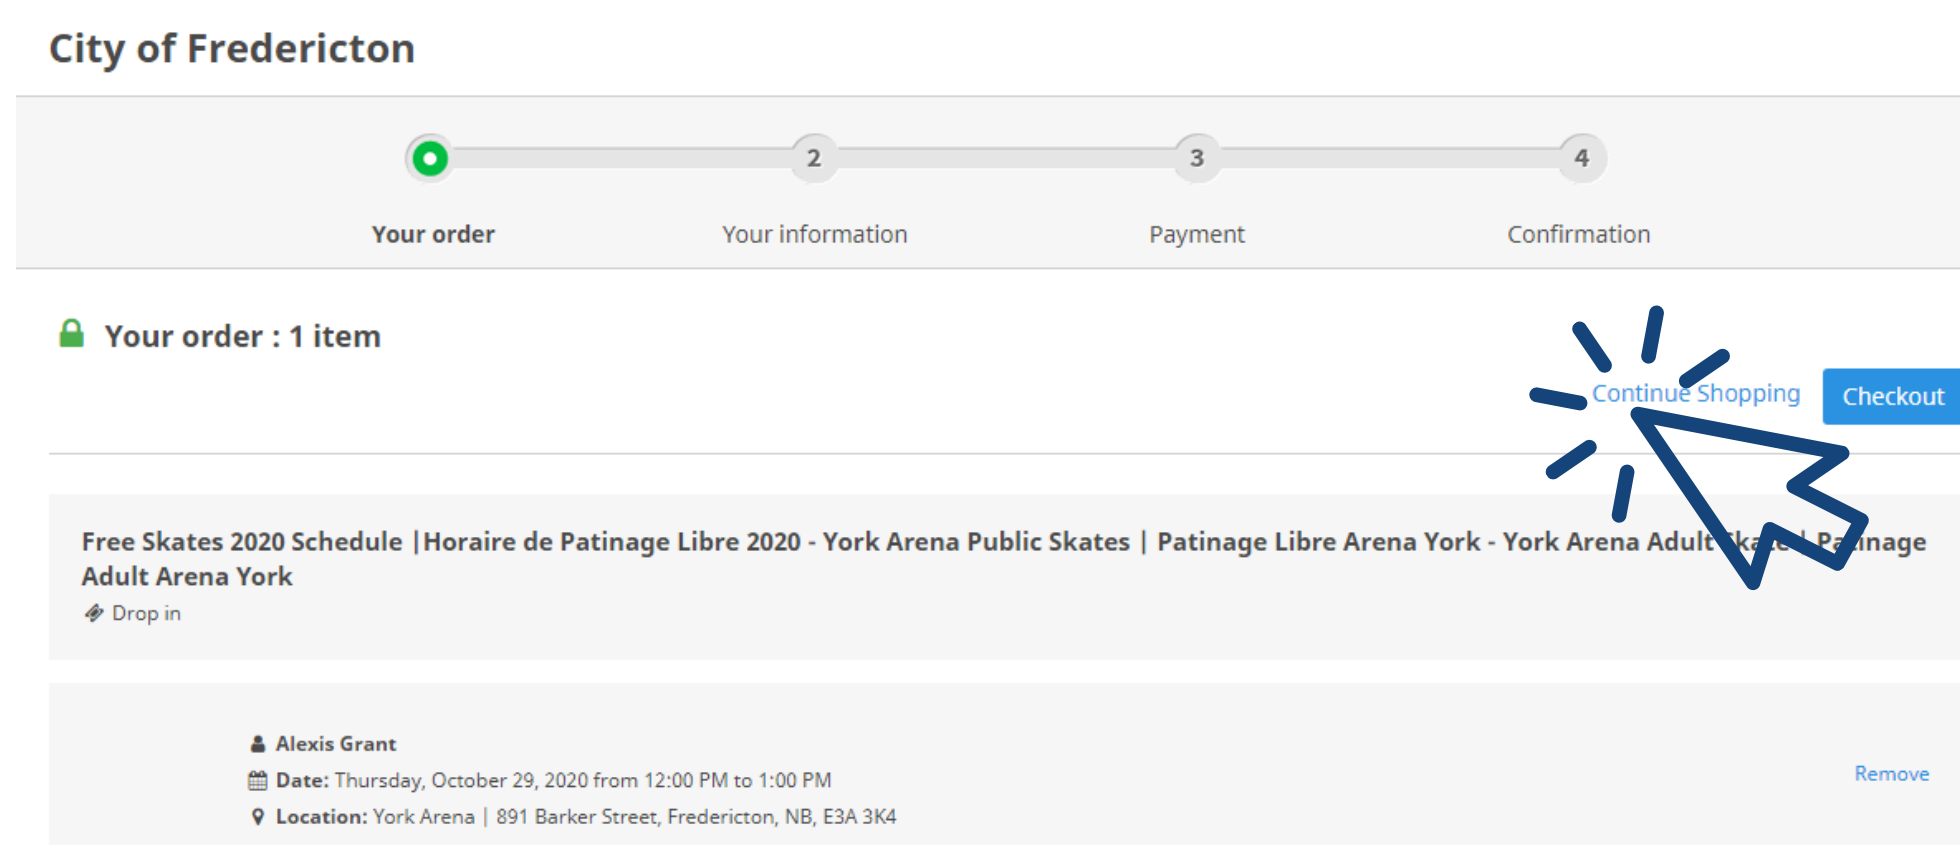 City of Fredericton
2
3
4
Your order
Your information
Payment
Confirmation
Your order : 1 item
Continue Shopping
Checkout
Free Skates 2020 Schedule |Horaire de Patinage Libre 2020 - York Arena Public Skates | Patinage Libre Arena York - York Arena Adult Skate | Patinage
Adult Arena York
Drop in
Alexis Grant
Date: Thursday, October 29, 2020 from 12:00 PM to 1:00 PM
Remove
Location: York Arena | 891 Barker Street, Fredericton, NB, E3A 3K4